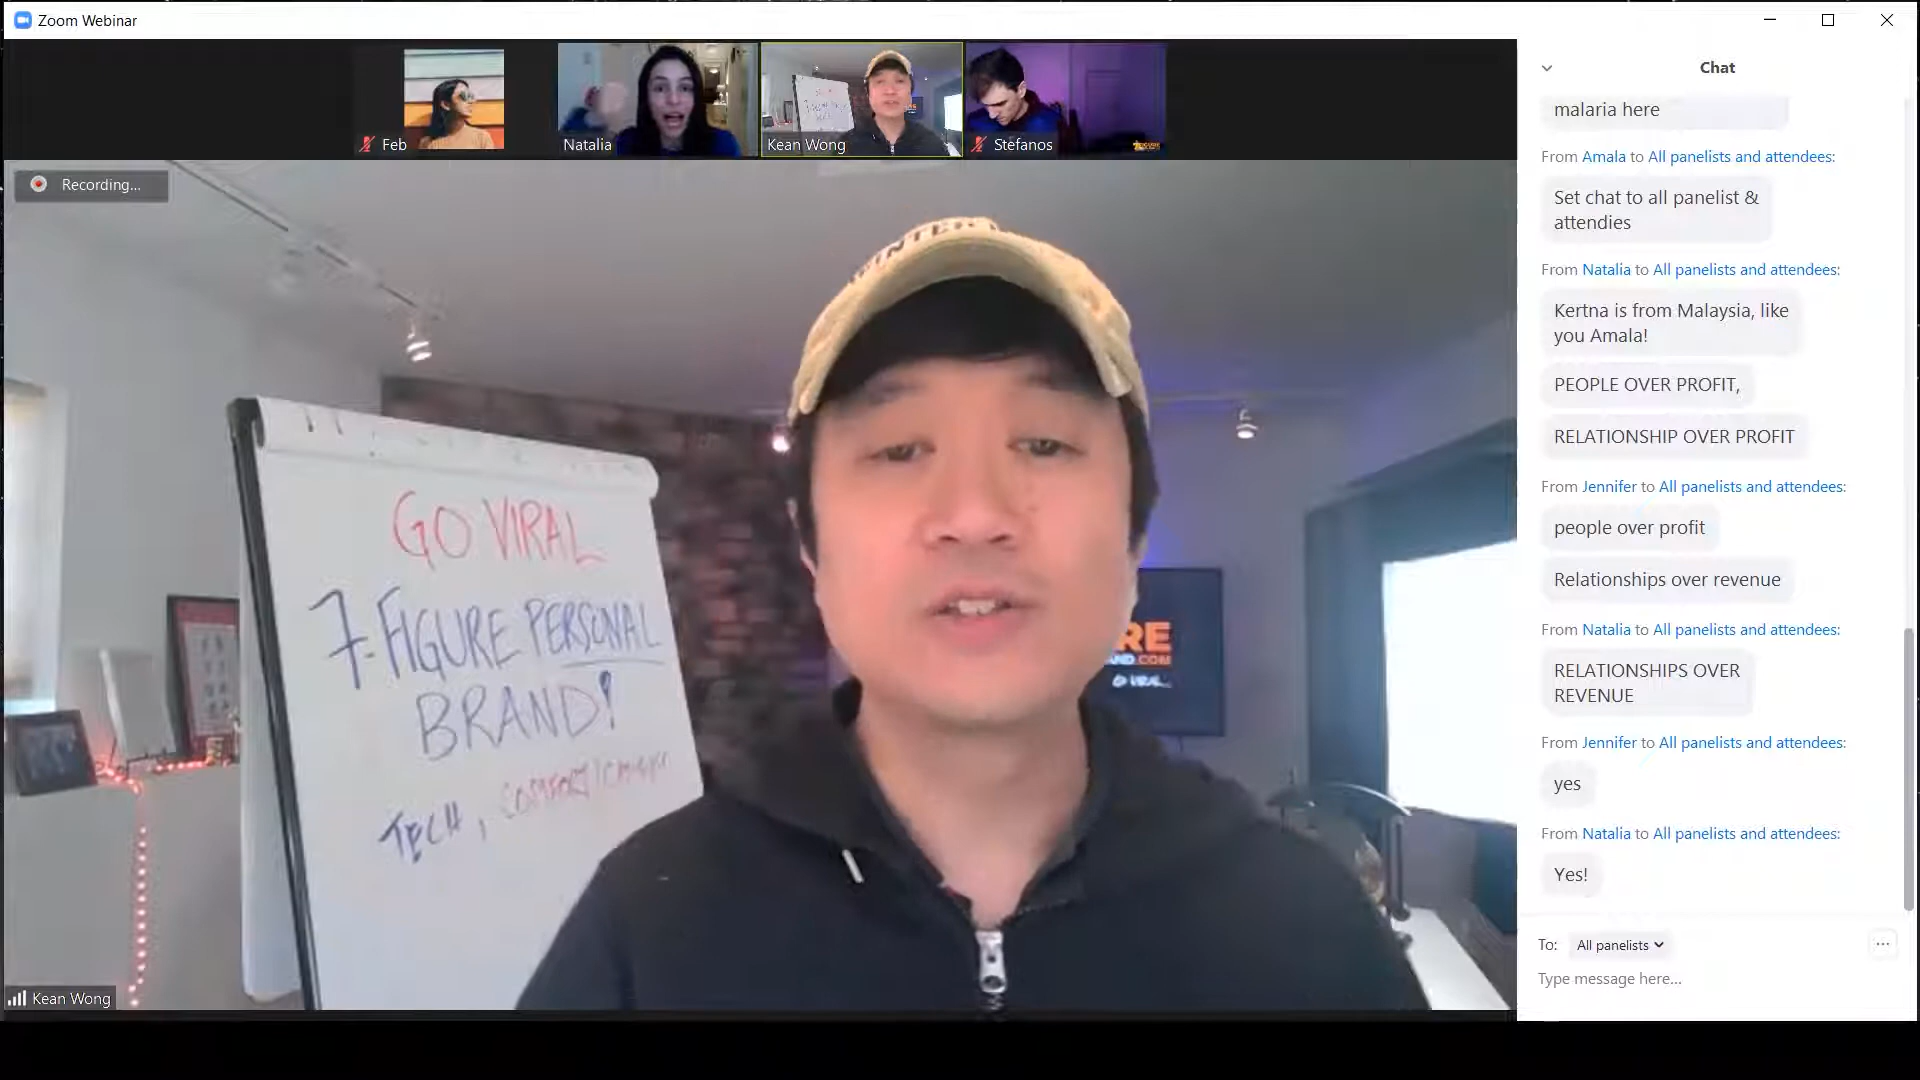 Zoom Webinar
Feb
Natalia
Kean Wong
Stefanos
Recording...
GO VIRAL
7-FIGURE PERSONAL
BRAND!
TECH,
RE
.COM
Kean Wong
Chat
malaria here
From Amala to All panelists and attendees:
Set chat to all panelist &
attendies
From Natalia to All panelists and attendees:
Kertna is from Malaysia, like
you Amala!
PEOPLE OVER PROFIT,
RELATIONSHIP OVER PROFIT
From Jennifer to All panelists and attendees:
people over profit
Relationships over revenue
From Natalia to All panelists and attendees:
RELATIONSHIPS OVER
REVENUE
From Jennifer to All panelists and attendees:
yes
From Natalia to All panelists and attendees:
Yes!
To: All panelists
Type message here...